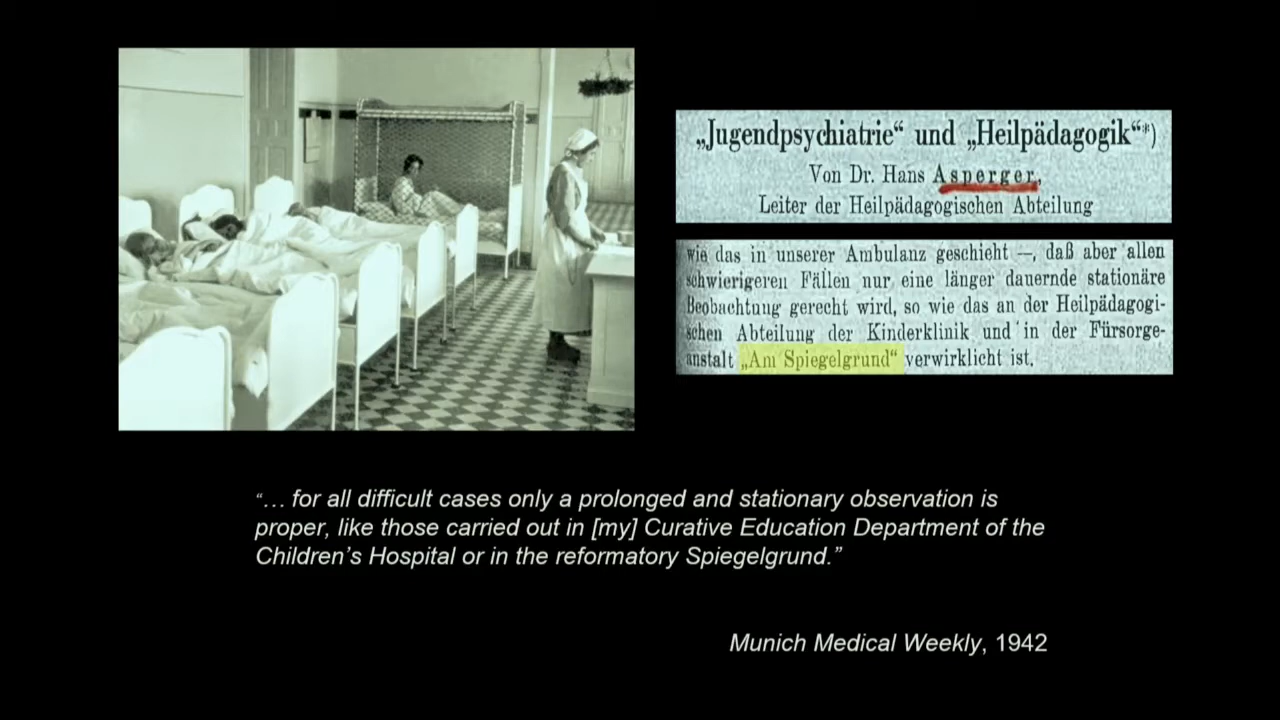 „Jugendpsychiatrie“ und „Heilpädagogik“*)
Von Dr. Hans Asperger,
Leiter der Heilpädagogischen Abteilung
wie das in unserer Ambulanz geschieht —, daß aber allen
schwierigeren Fällen nur eine länger dauernde stationäre
Beobachtung gerecht wird, so wie das an der Heilpädagogi-
schen Abteilung der Kinderklinik und in der Fürsorge-
anstalt „Am Spiegelgrund“ verwirklicht ist.
“… for all difficult cases only a prolonged and stationary observation is
proper, like those carried out in [my] Curative Education Department of the
Children’s Hospital or in the reformatory Spiegelgrund.”
Munich Medical Weekly, 1942